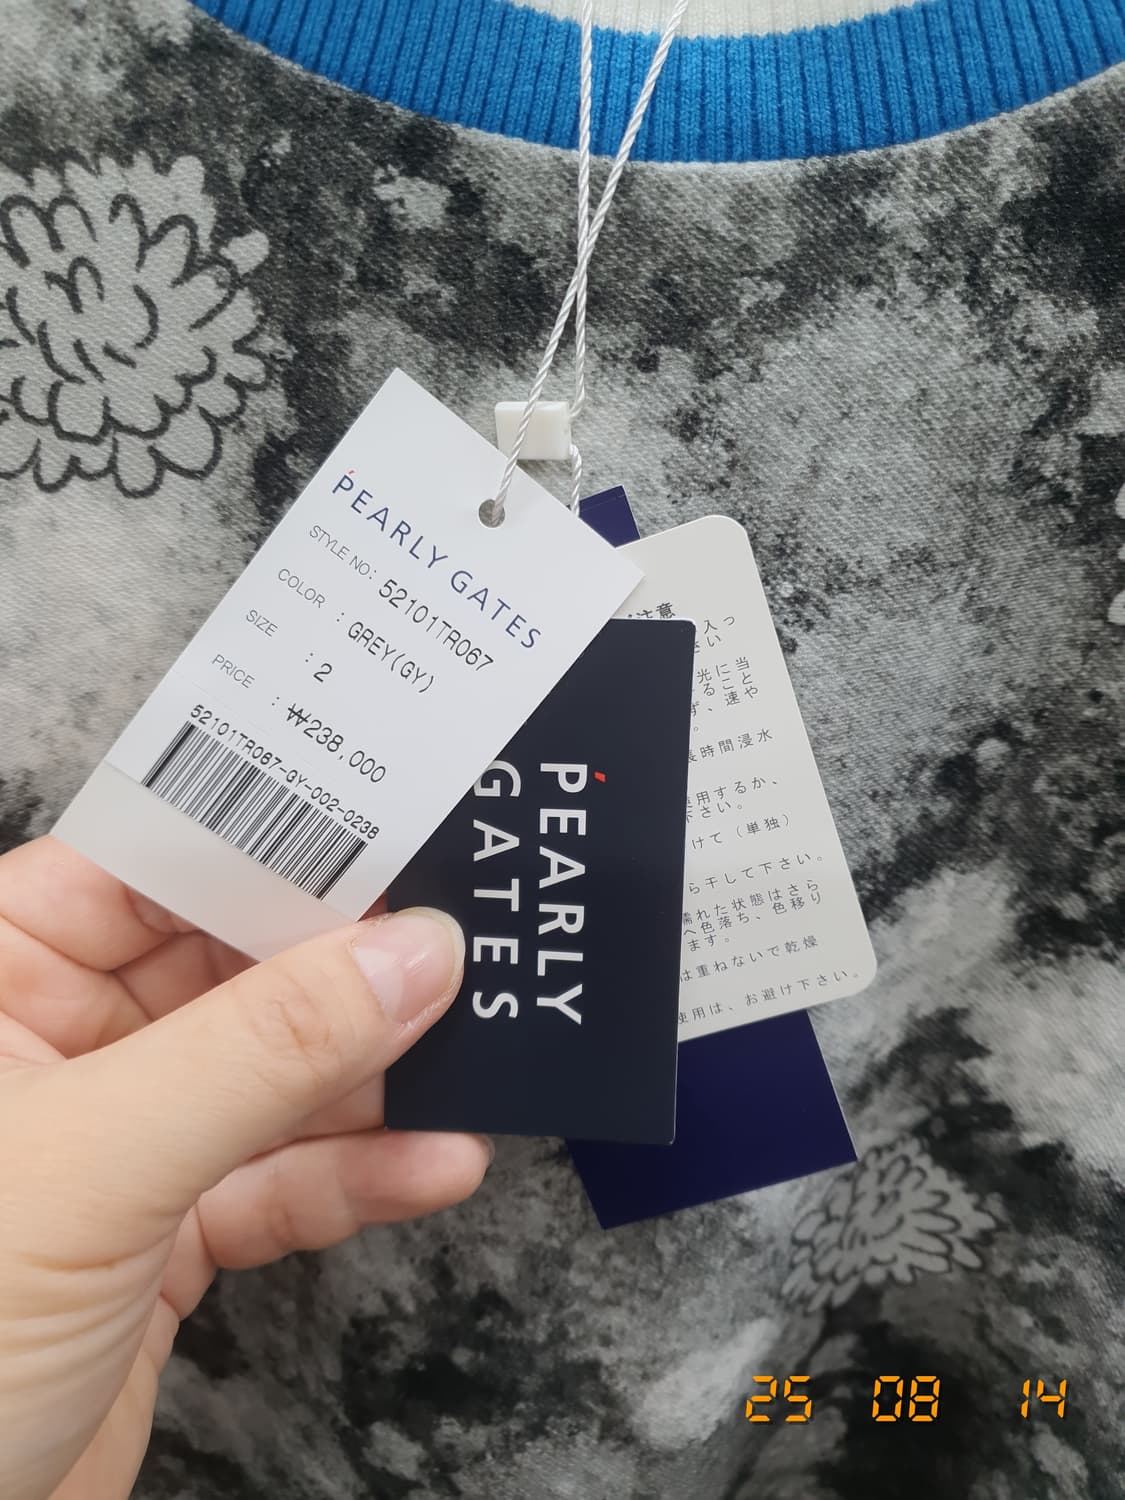 PEARLY GATES
STYLE NO: 52101TR067
COLOR : GREY(GY)
SIZE : 2
PRICE : ₩238,000
52101TR067-GY-002-0238
PEARLY
GATES
注意
入っ
さい
光に当
ること
ず、速や
。
長時間浸水
使用するか、
下さい。
けて（単独）
ら干して下さい。
濡れた状態はさら
へ色落ち、色移り
ます。
は重ねないで乾燥
使用は、お避け下さい。
25 08 14